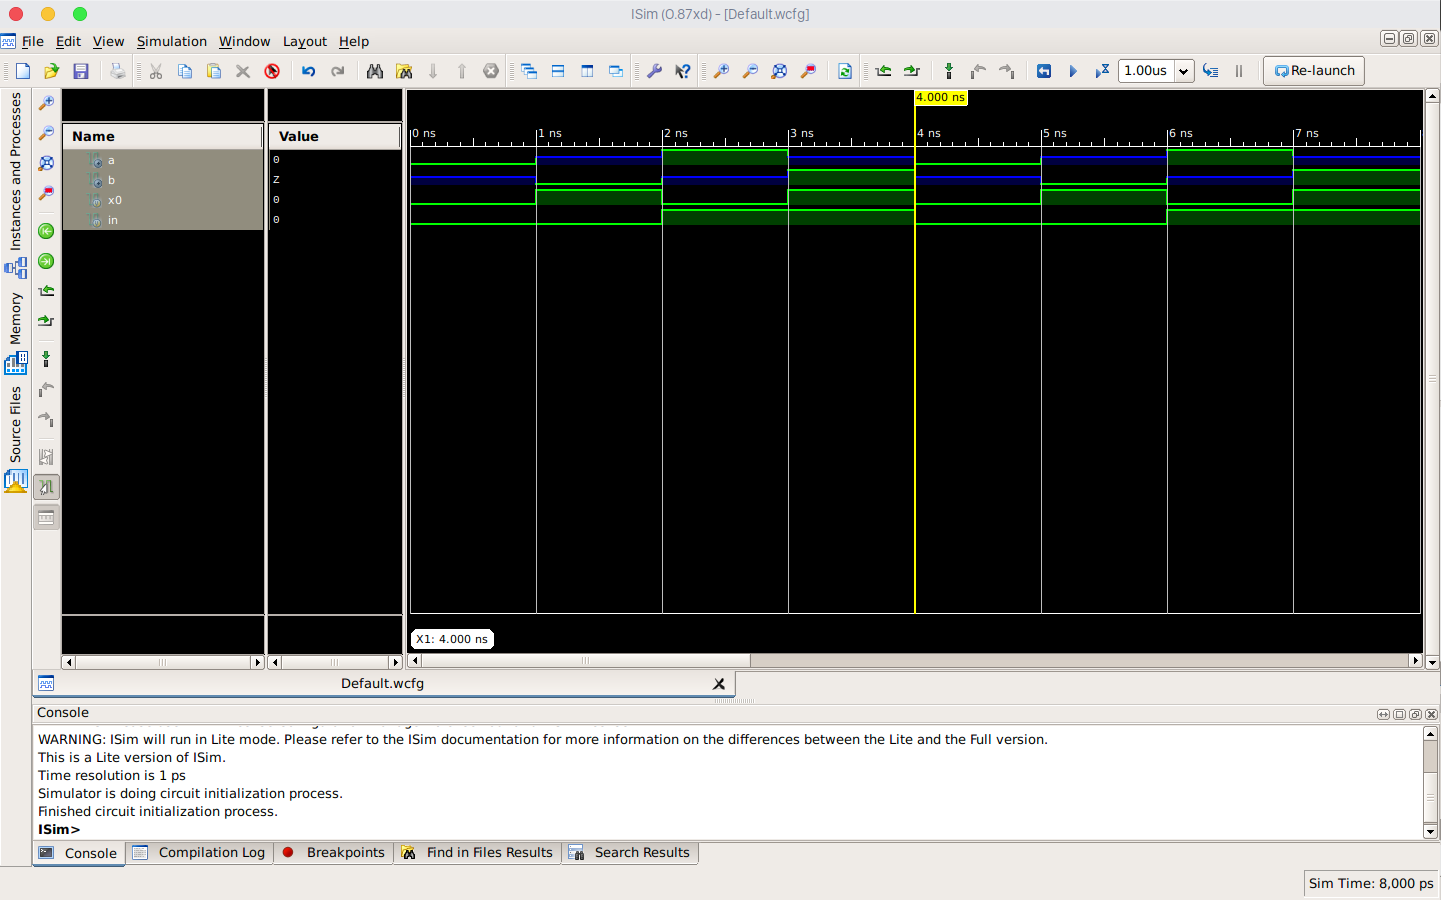 ISim (0.87xd) - [Default.wcfg]
File Edit View Simulation Window Layout Help
1.00us
Re-launch
Instances and Processes
Memory
Source Files
Name Value
a 0
b Z
x0 0
in 0
4.000 ns
0 ns 1 ns 2 ns 3 ns 4 ns 5 ns 6 ns 7 ns
X1: 4.000 ns
Default.wcfg
Console
WARNING: ISim will run in Lite mode. Please refer to the ISim documentation for more information on the differences between the Lite and the Full version.
This is a Lite version of ISim.
Time resolution is 1 ps
Simulator is doing circuit initialization process.
Finished circuit initialization process.
ISim>
Console Compilation Log Breakpoints Find in Files Results Search Results
Sim Time: 8,000 ps